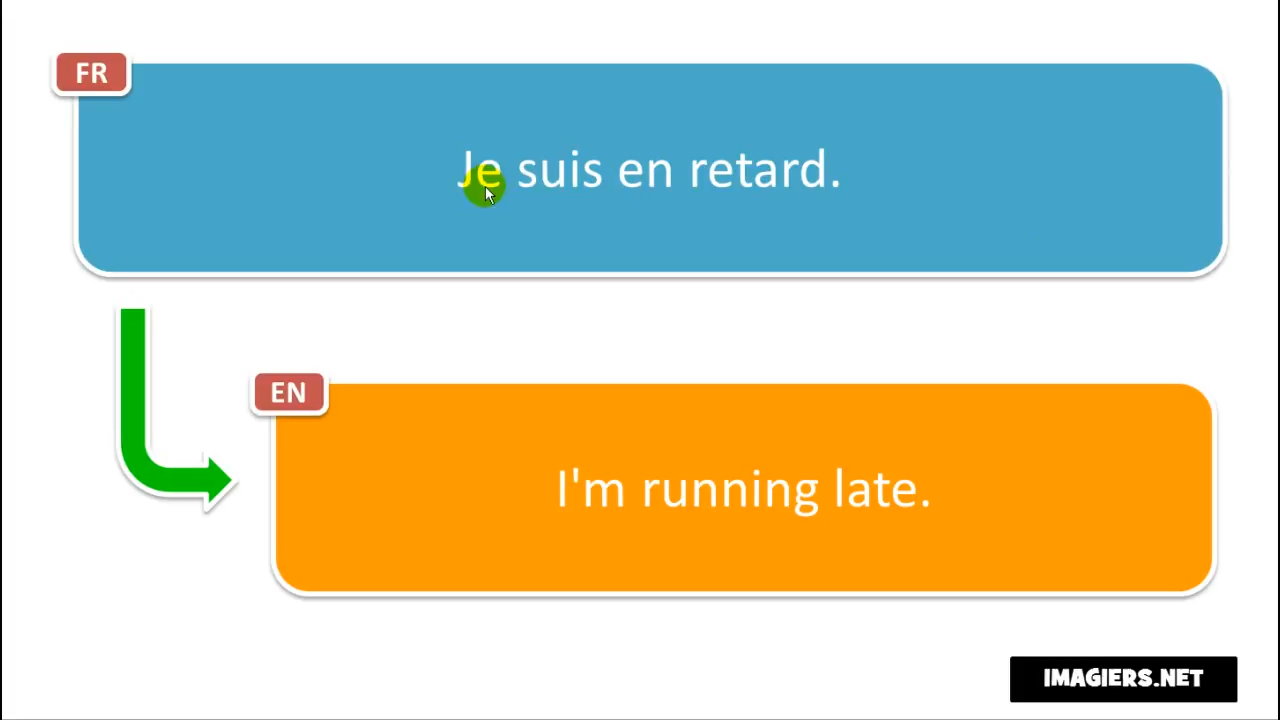 FR
Je suis en retard.
EN
I'm running late.
IMAGIERS.NET